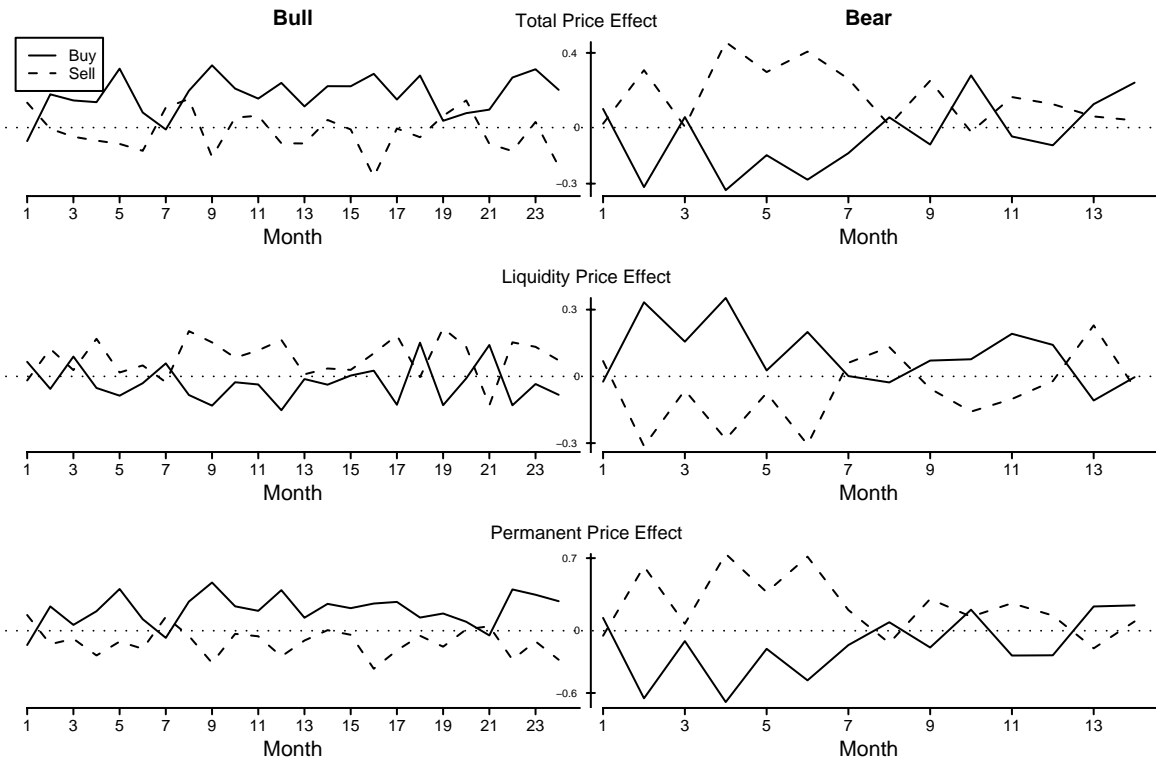 Bull Total Price Effect Bear
Buy
Sell
0.4
0
−0.3
1 3 5 7 9 11 13 15 17 19 21 23
Month
1 3 5 7 9 11 13
Month
Liquidity Price Effect
0.3
0
−0.3
1 3 5 7 9 11 13 15 17 19 21 23
Month
1 3 5 7 9 11 13
Month
Permanent Price Effect
0.7
0
−0.6
1 3 5 7 9 11 13 15 17 19 21 23
Month
1 3 5 7 9 11 13
Month